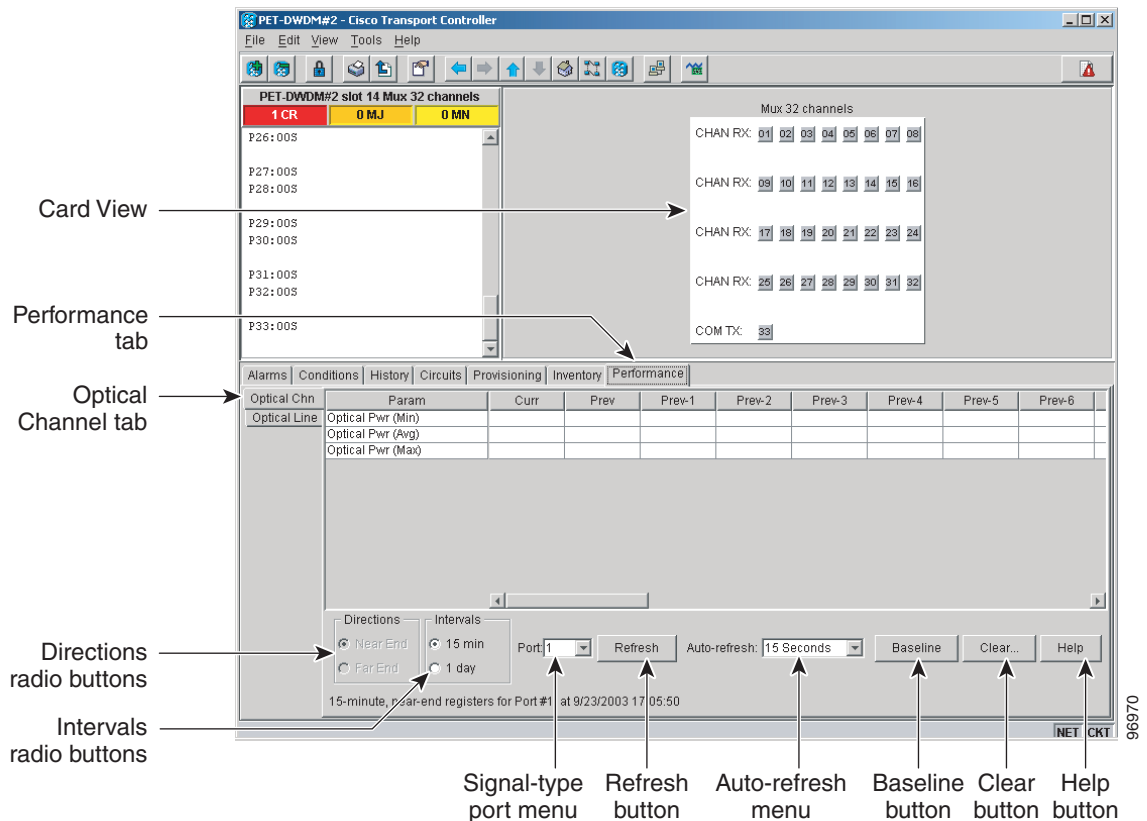 PET-DWDM#2 - Cisco Transport Controller
File Edit View Tools Help
PET-DWDM#2 slot 14 Mux 32 channels
1 CR 0 MJ 0 MN
P26:OOS
P27:OOS
P28:OOS
P29:OOS
P30:OOS
P31:OOS
P32:OOS
P33:OOS
Mux 32 channels
CHAN RX: 01 02 03 04 05 06 07 08
CHAN RX: 09 10 11 12 13 14 15 16
CHAN RX: 17 18 19 20 21 22 23 24
CHAN RX: 25 26 27 28 29 30 31 32
COM TX: 33
Card View
Performance
tab
Optical
Channel tab
Alarms Conditions History Circuits Provisioning Inventory Performance
Optical Chn
Optical Line
Param Curr Prev Prev-1 Prev-2 Prev-3 Prev-4 Prev-5 Prev-6
Optical Pwr (Min)
Optical Pwr (Avg)
Optical Pwr (Max)
Directions
Near End
Far End
Intervals
15 min
1 day
Port: 1
Refresh
Auto-refresh: 15 Seconds
Baseline
Clear...
Help
15-minute, near-end registers for Port #1 at 9/23/2003 17:05:50
NET CKT
Directions
radio buttons
Intervals
radio buttons
Signal-type
port menu
Refresh
button
Auto-refresh
menu
Baseline
button
Clear
button
Help
button
96970